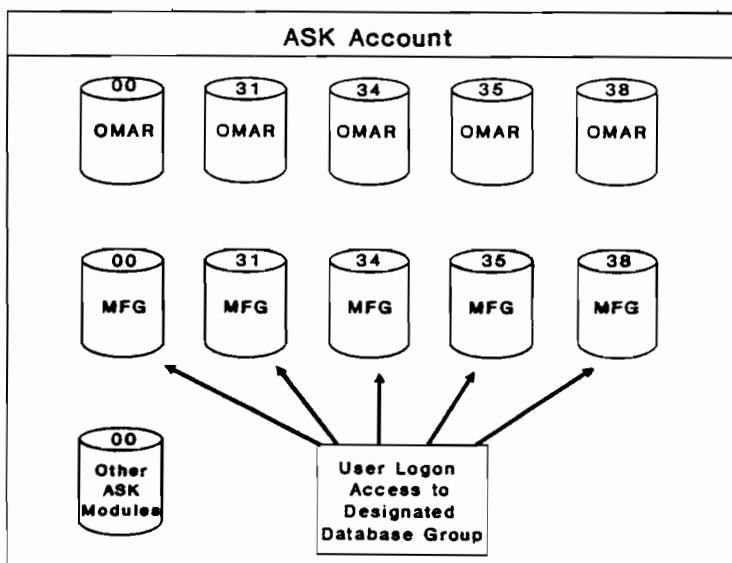 ASK Account
00 31 34 35 38
OMAR OMAR OMAR OMAR OMAR
00 31 34 35 38
MFG MFG MFG MFG MFG
00
Other
ASK
Modules
User Logon
Access to
Designated
Database Group